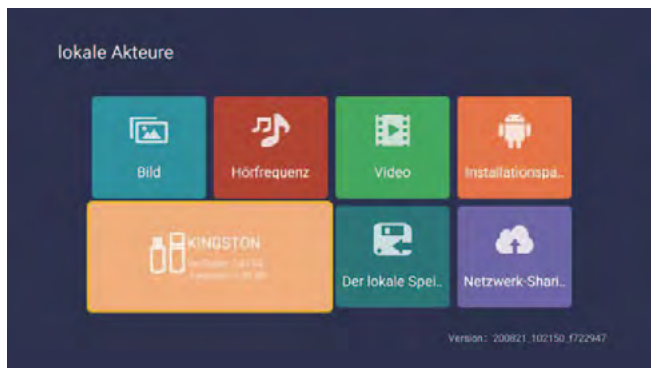 lokale Akteure
Bild
Hörfrequenz
Video
Installationspa..
KINGSTON
Der lokale Spei..
Netzwerk-Shari..
Version: 200821_102150_f722947